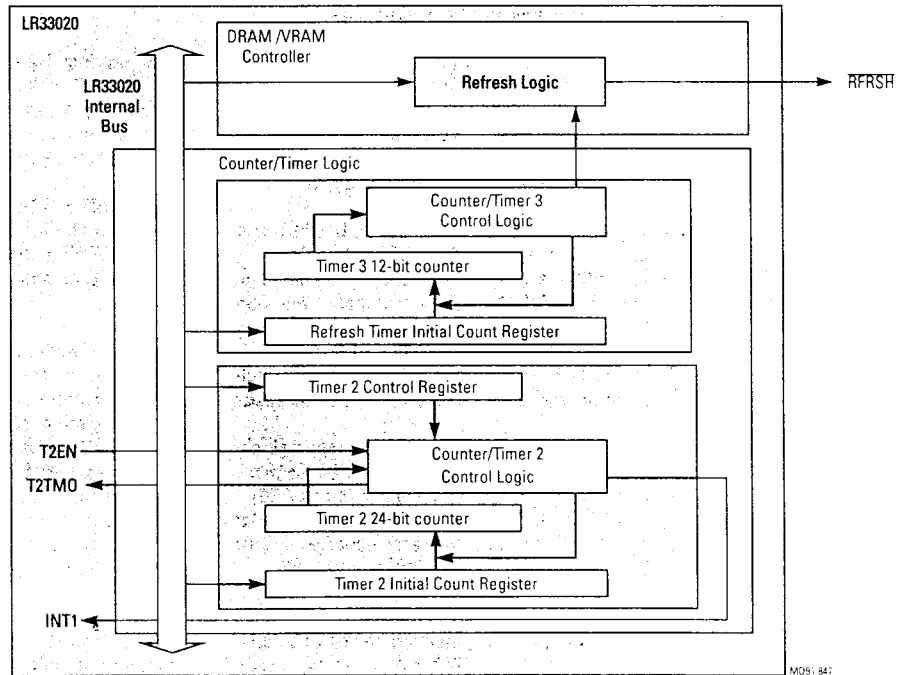 LR33020
DRAM /VRAM
Controller
Refresh Logic
RFRSH
LR33020
Internal
Bus
Counter/Timer Logic
Counter/Timer 3
Control Logic
Timer 3 12-bit counter
Refresh Timer Initial Count Register
Timer 2 Control Register
T2EN
Counter/Timer 2
Control Logic
T2TMO
Timer 2 24-bit counter
Timer 2 Initial Count Register
INT1
MD91.847